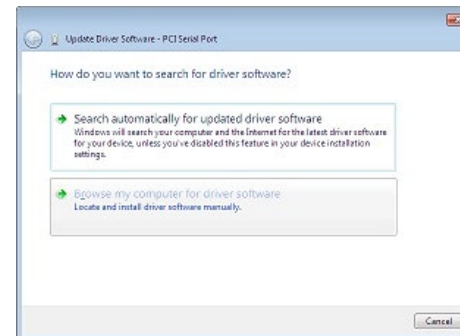 Update Driver Software - PCI Serial Port
How do you want to search for driver software?
Search automatically for updated driver software
Windows will search your computer and the Internet for the latest driver software
for your device, unless you've disabled this feature in your device installation
settings.
Browse my computer for driver software
Locate and install driver software manually.
Cancel